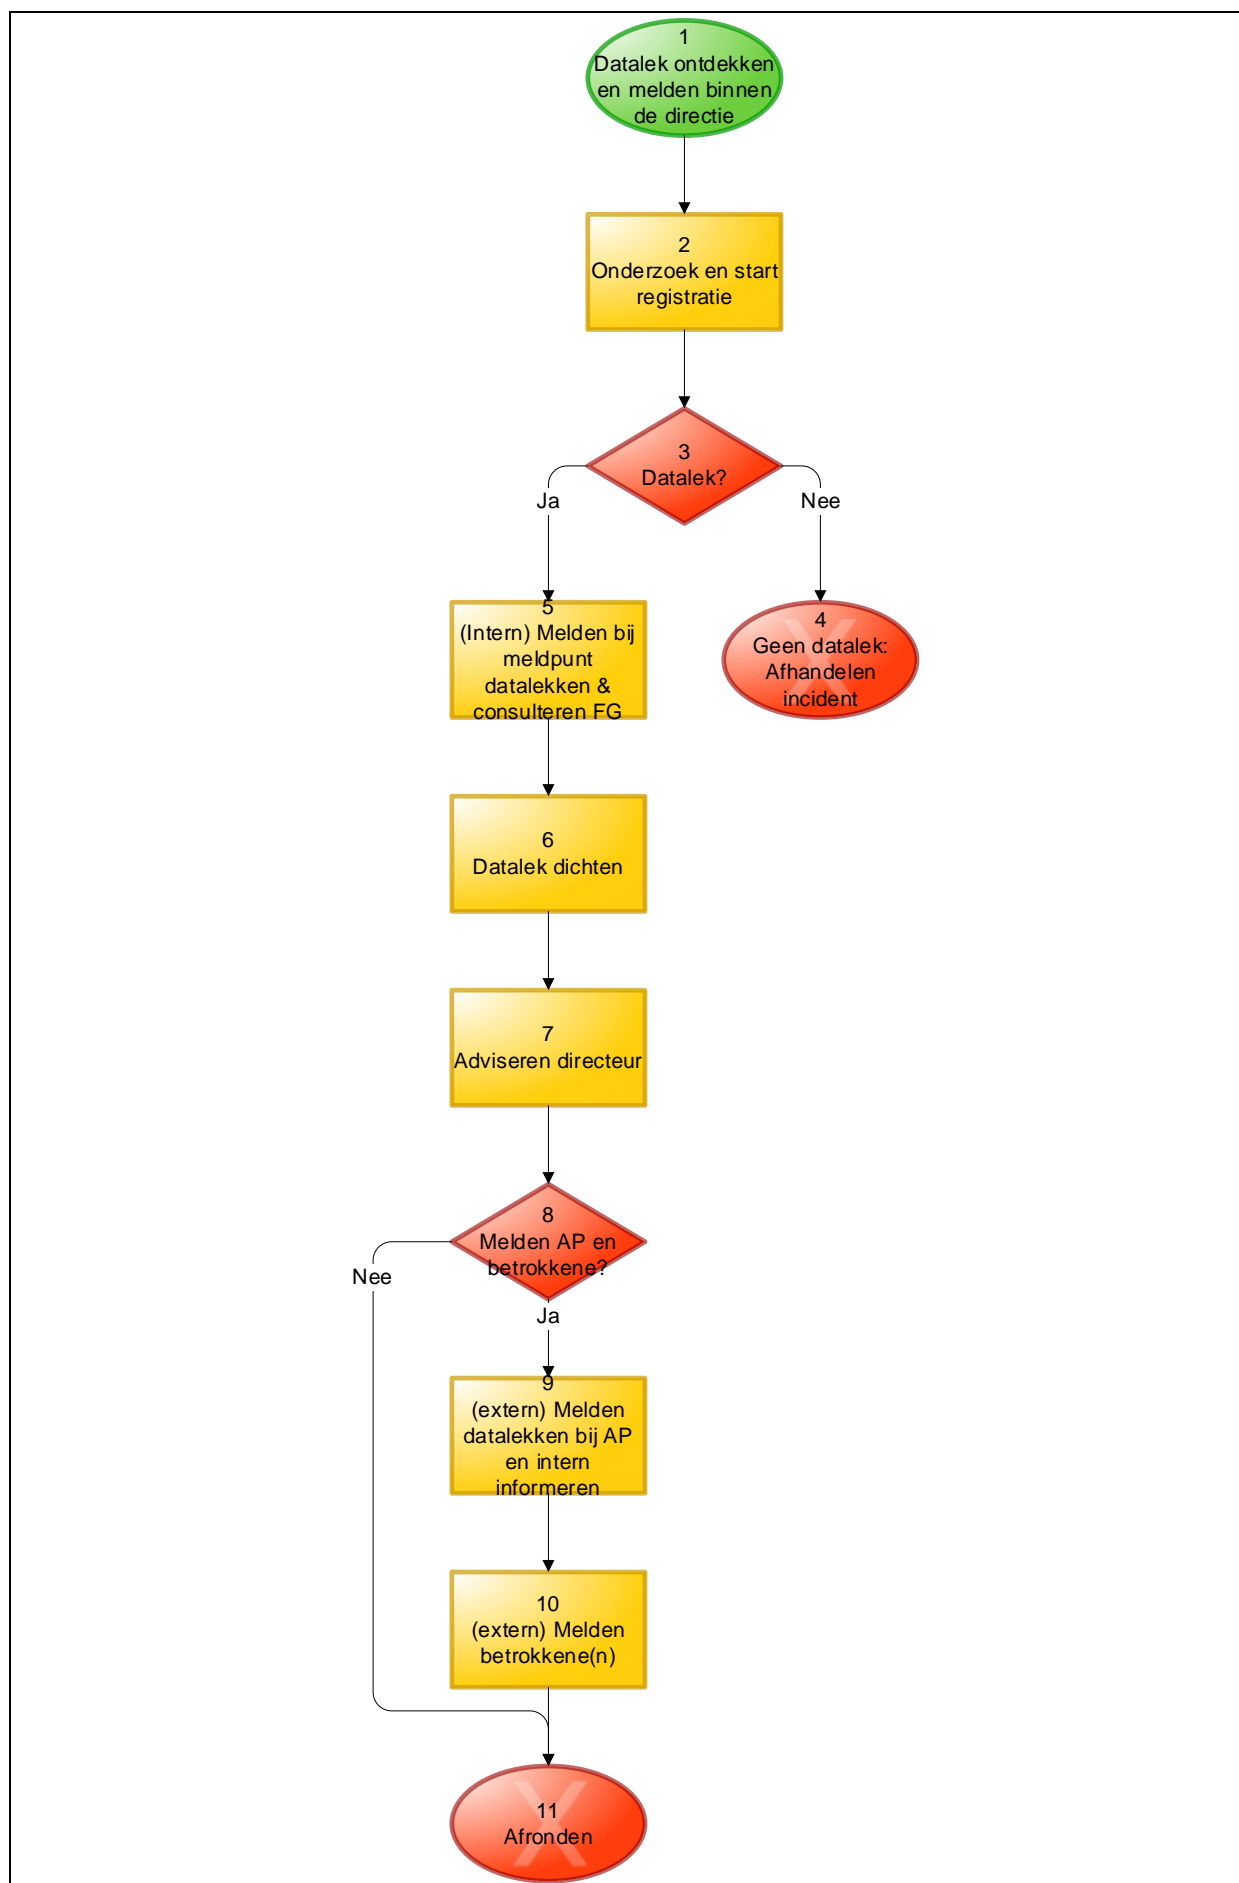 1
Datalek ontdekken
en melden binnen
de directie
2
Onderzoek en start
registratie
3
Datalek?
Ja
Nee
5
(Intern) Melden bij
meldpunt
datalekken &
consulteren FG
4
Geen datalek:
Afhandelen
incident
6
Datalek dichten
7
Adviseren directeur
8
Melden AP en
betrokkene?
Nee
Ja
9
(extern) Melden
datalekken bij AP
en intern
informeren
10
(extern) Melden
betrokkene(n)
11
Afronden